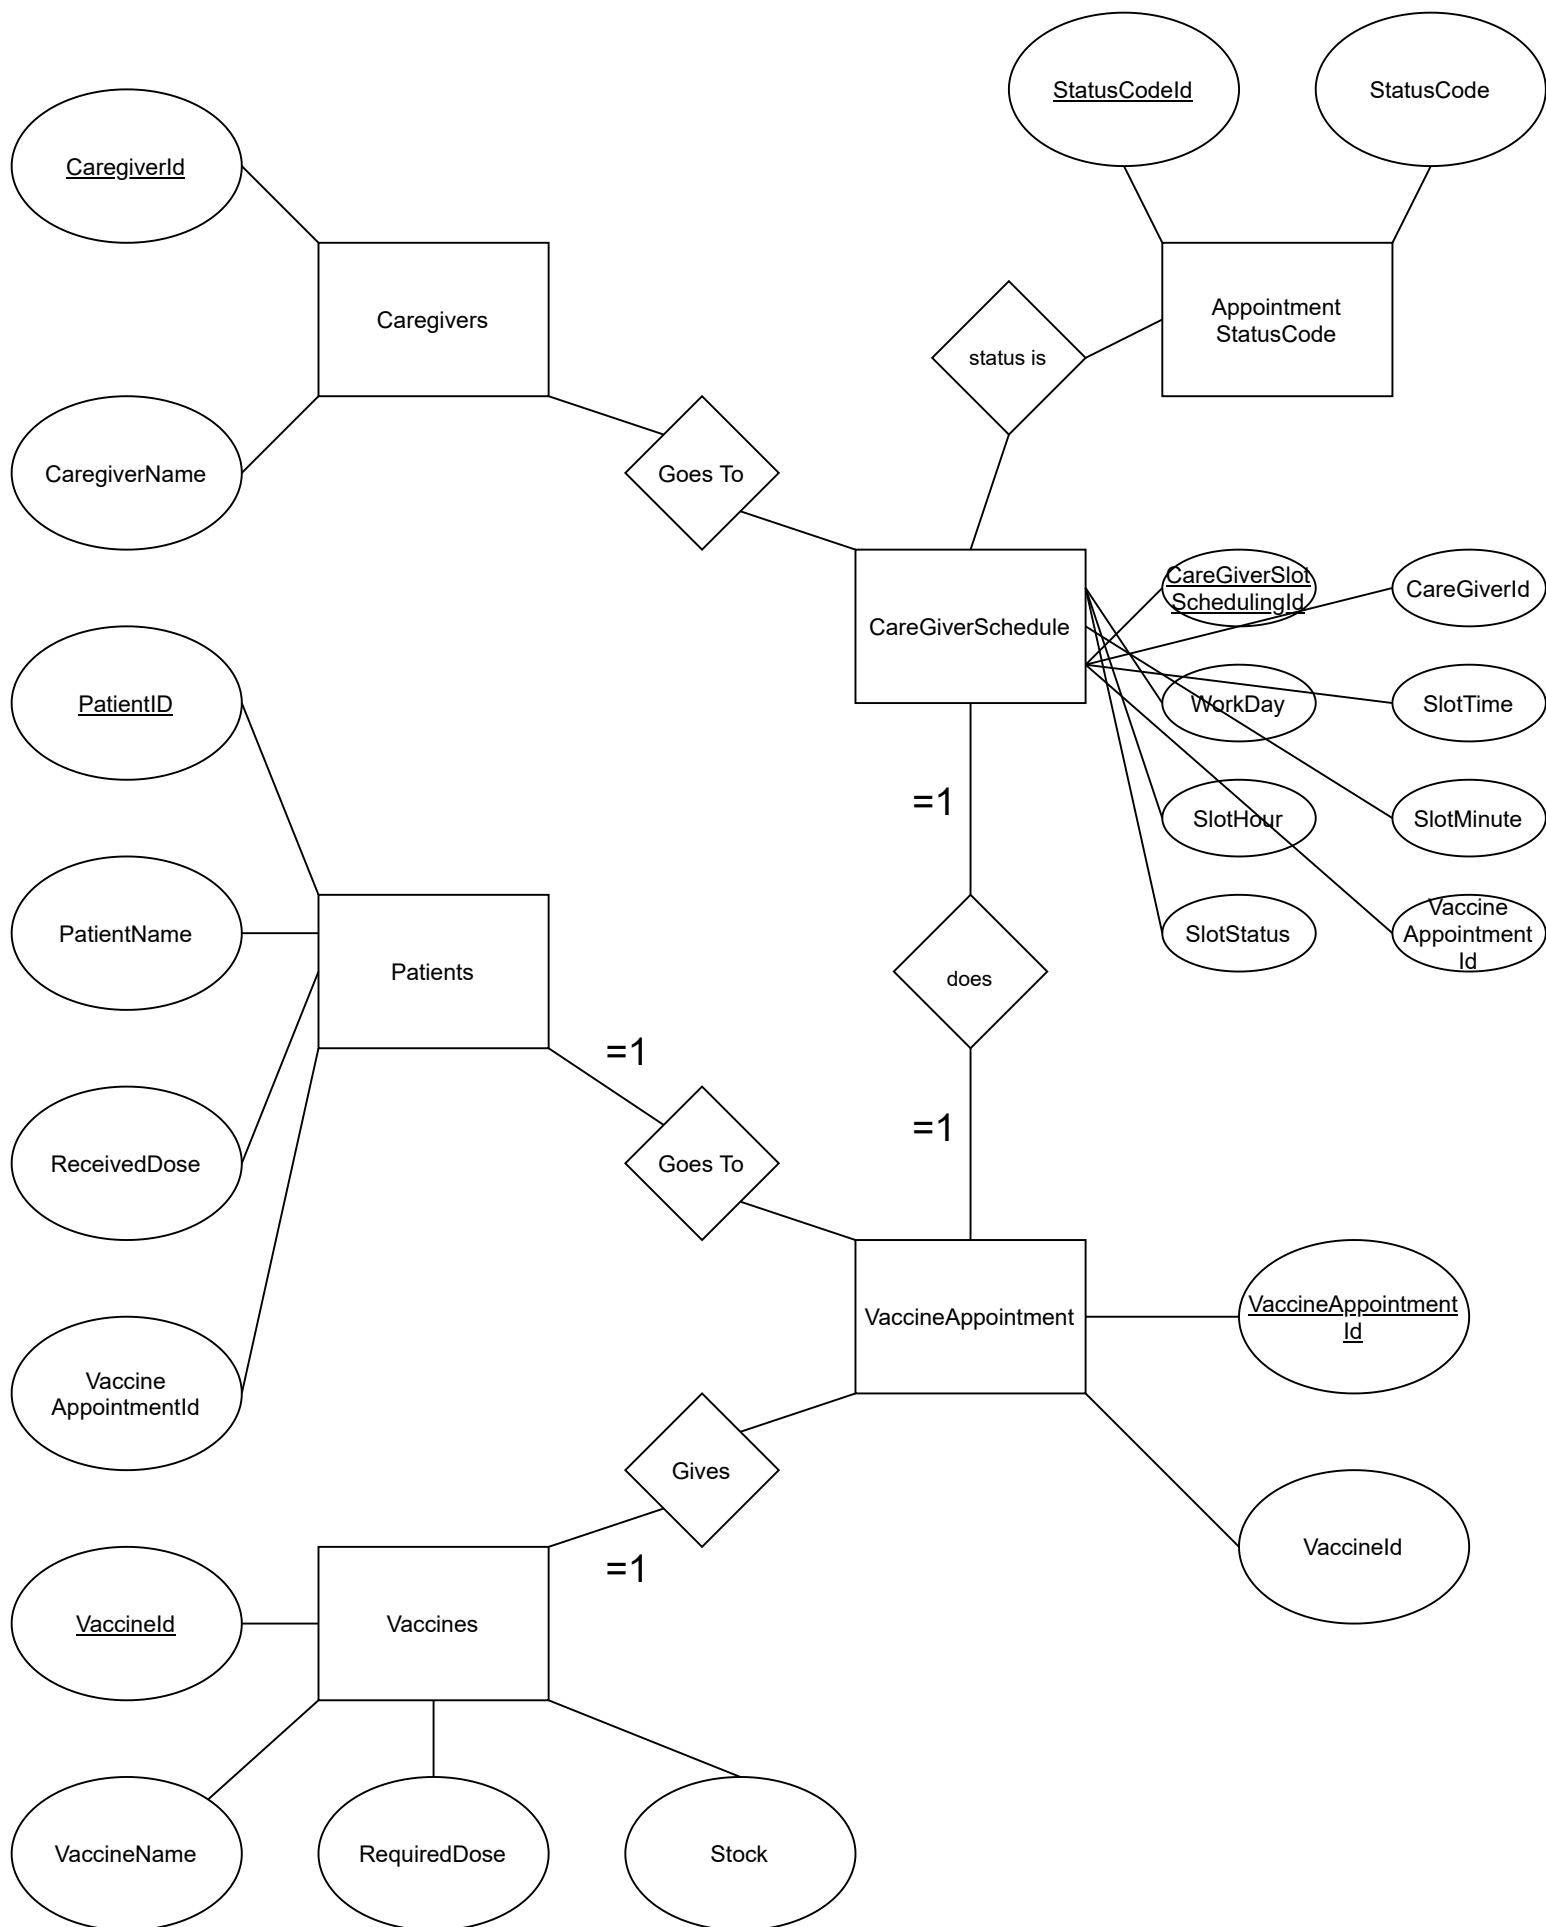 StatusCodeId
StatusCode
CaregiverId
Caregivers
Appointment
StatusCode
status is
CaregiverName
Goes To
CareGiverSlot
SchedulingId
CareGiverId
CareGiverSchedule
PatientID
WorkDay
SlotTime
=1
SlotHour
SlotMinute
PatientName
SlotStatus
Vaccine
Appointment
Id
Patients
does
=1
=1
ReceivedDose
Goes To
VaccineAppointment
VaccineAppointment
Id
Vaccine
AppointmentId
Gives
VaccineId
=1
VaccineId
Vaccines
VaccineName
RequiredDose
Stock